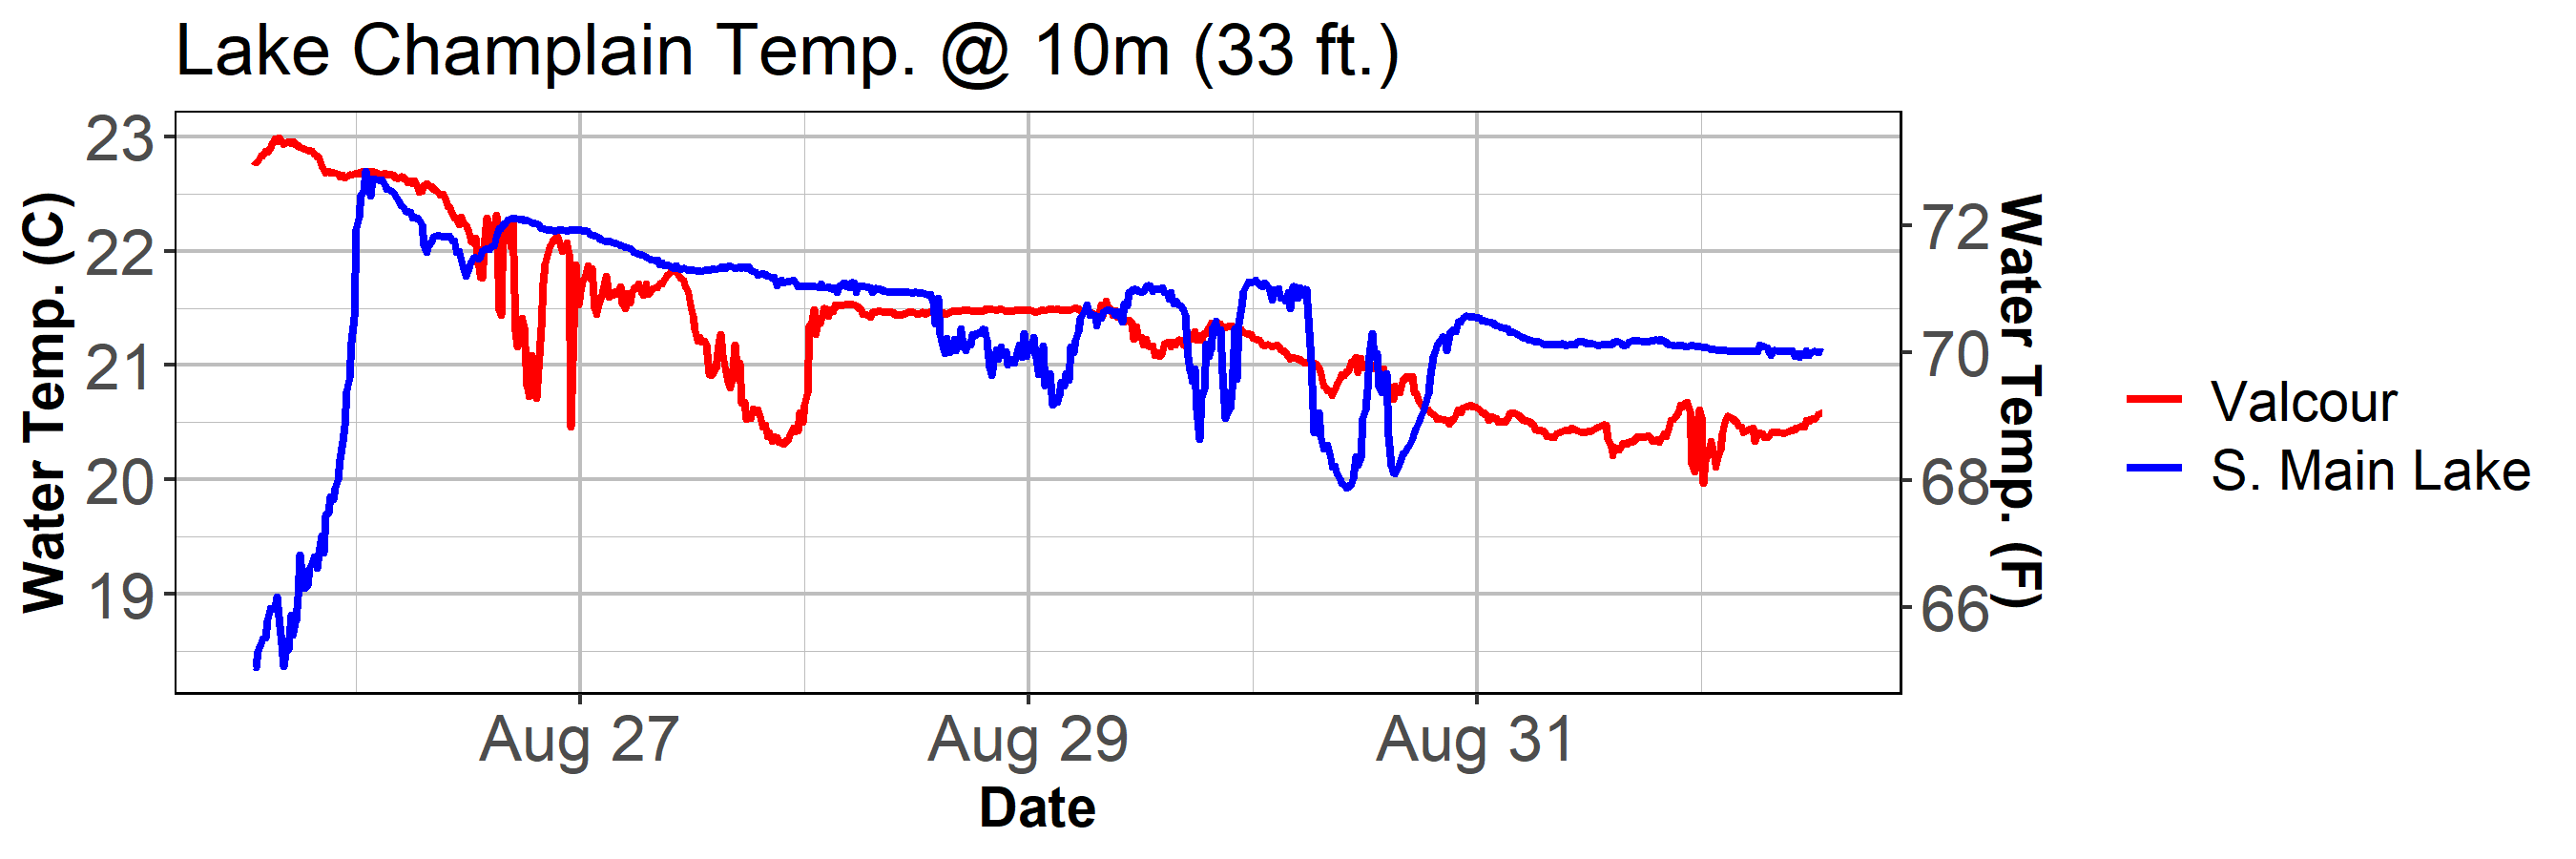 Lake Champlain Temp. @ 10m (33 ft.)
Water Temp. (C)
23
22
21
20
19
72
70
68
66
Water Temp. (F)
Aug 27 Aug 29 Aug 31
Date
Valcour
S. Main Lake